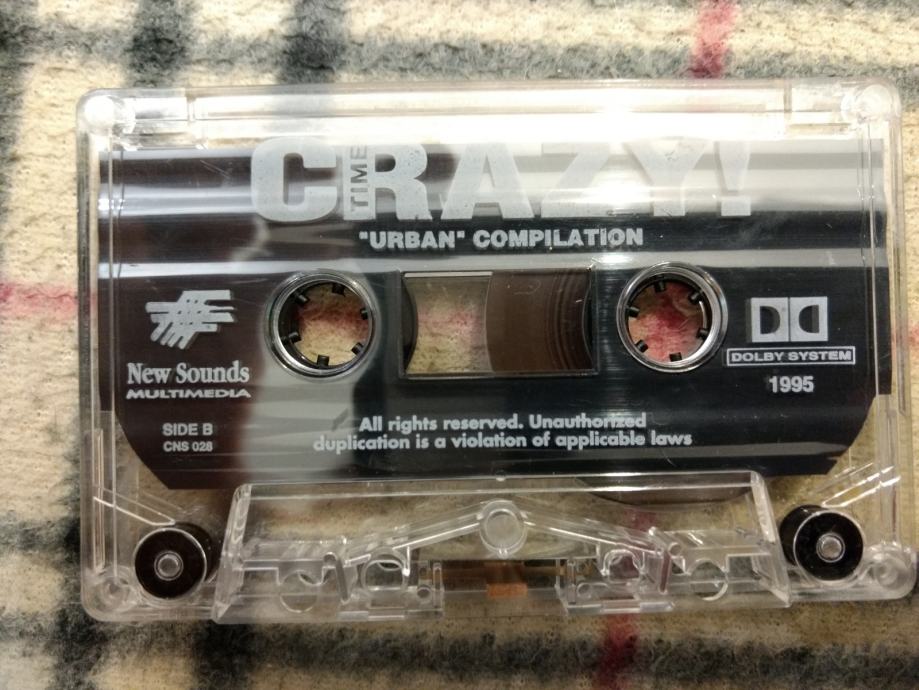 CRAZY!
TIME
"URBAN" COMPILATION
New Sounds
MULTIMEDIA
SIDE B
CNS 028
DOLBY SYSTEM
1995
All rights reserved. Unauthorized
duplication is a violation of applicable laws